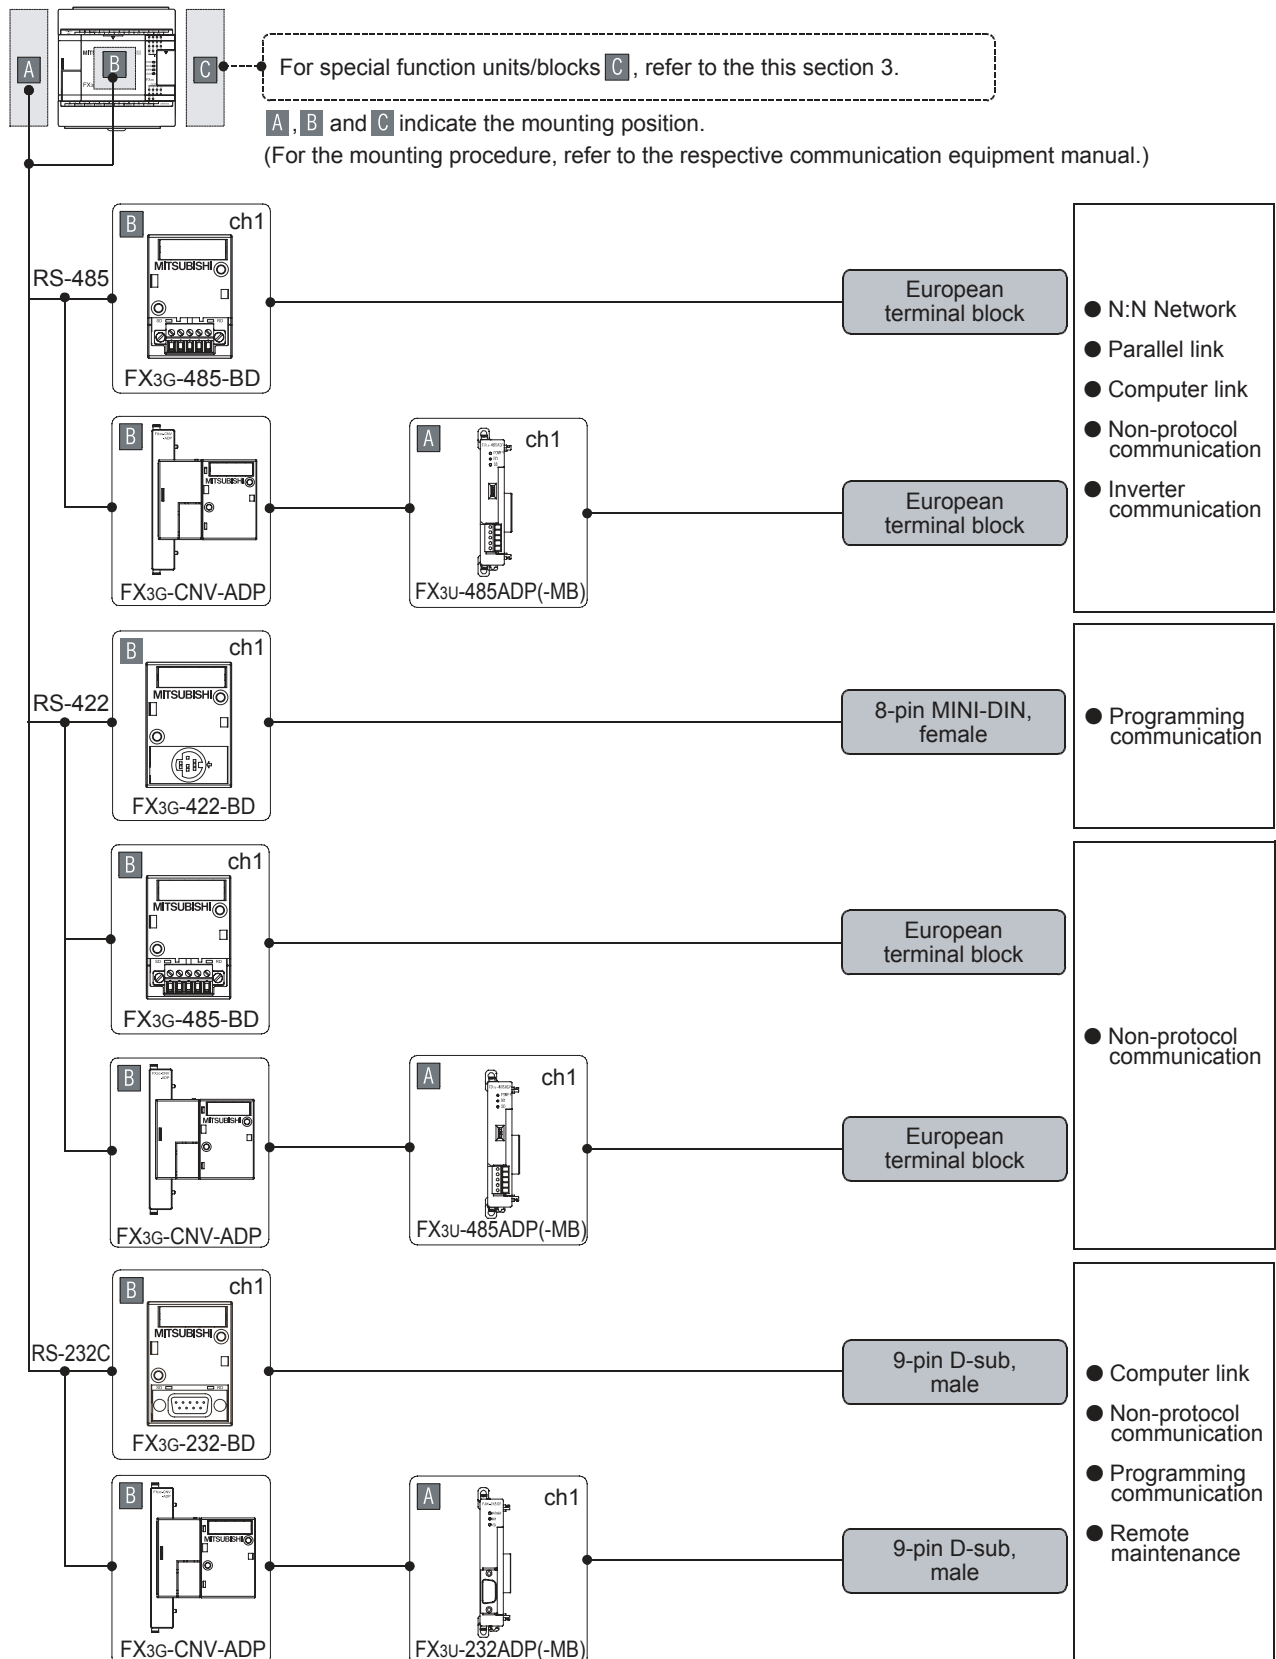 A
B
C
For special function units/blocks C, refer to the this section 3.
A, B and C indicate the mounting position.
(For the mounting procedure, refer to the respective communication equipment manual.)
RS-485
B
ch1
MITSUBISHI
SD
RD
FX3G-485-BD
European
terminal block
● N:N Network
● Parallel link
● Computer link
● Non-protocol
communication
● Inverter
communication
B
MITSUBISHI
FX3G-CNV-ADP
A
ch1
FX3U-485ADP(-MB)
European
terminal block
RS-422
B
ch1
MITSUBISHI
FX3G-422-BD
8-pin MINI-DIN,
female
● Programming
communication
B
ch1
MITSUBISHI
SD
RD
FX3G-485-BD
European
terminal block
● Non-protocol
communication
B
MITSUBISHI
FX3G-CNV-ADP
A
ch1
FX3U-485ADP(-MB)
European
terminal block
RS-232C
B
ch1
MITSUBISHI
SD
RD
FX3G-232-BD
9-pin D-sub,
male
● Computer link
● Non-protocol
communication
● Programming
communication
● Remote
maintenance
B
MITSUBISHI
FX3G-CNV-ADP
A
ch1
FX3U-232ADP(-MB)
9-pin D-sub,
male